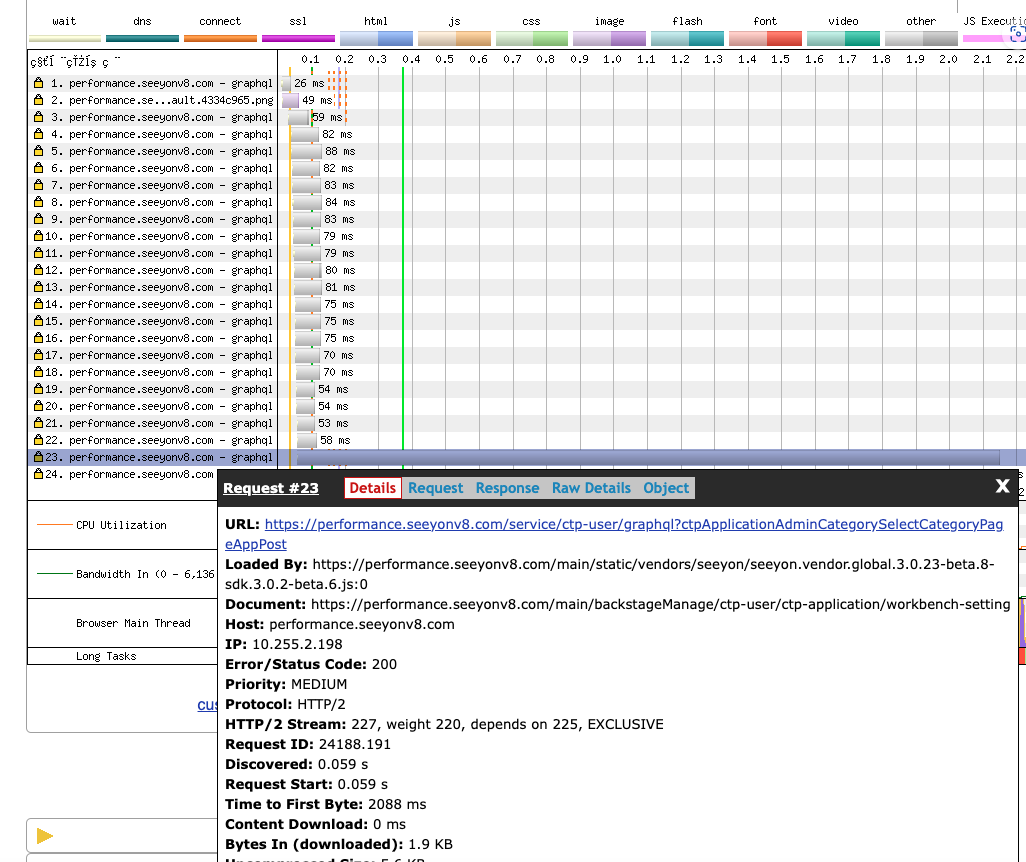 wait dns connect ssl html js css image flash font video other JS Executio
0.1 0.2 0.3 0.4 0.5 0.6 0.7 0.8 0.9 1.0 1.1 1.2 1.3 1.4 1.5 1.6 1.7 1.8 1.9 2.0 2.1 2.2
1. performance.seeyonv8.com - graphql 26 ms
2. performance.se...ault.4334c965.png 49 ms
3. performance.seeyonv8.com - graphql 59 ms
4. performance.seeyonv8.com - graphql 82 ms
5. performance.seeyonv8.com - graphql 88 ms
6. performance.seeyonv8.com - graphql 82 ms
7. performance.seeyonv8.com - graphql 83 ms
8. performance.seeyonv8.com - graphql 84 ms
9. performance.seeyonv8.com - graphql 83 ms
10. performance.seeyonv8.com - graphql 79 ms
11. performance.seeyonv8.com - graphql 79 ms
12. performance.seeyonv8.com - graphql 80 ms
13. performance.seeyonv8.com - graphql 81 ms
14. performance.seeyonv8.com - graphql 75 ms
15. performance.seeyonv8.com - graphql 75 ms
16. performance.seeyonv8.com - graphql 75 ms
17. performance.seeyonv8.com - graphql 70 ms
18. performance.seeyonv8.com - graphql 70 ms
19. performance.seeyonv8.com - graphql 54 ms
20. performance.seeyonv8.com - graphql 54 ms
21. performance.seeyonv8.com - graphql 53 ms
22. performance.seeyonv8.com - graphql 58 ms
23. performance.seeyonv8.com - graphql
24. performance.seeyonv8.com
CPU Utilization
Bandwidth In (0 - 6,136
Browser Main Thread
Long Tasks
cus
Request #23 Details Request Response Raw Details Object X
URL: https://performance.seeyonv8.com/service/ctp-user/graphql?ctpApplicationAdminCategorySelectCategoryPag
eAppPost
Loaded By: https://performance.seeyonv8.com/main/static/vendors/seeyon/seeyon.vendor.global.3.0.23-beta.8-
sdk.3.0.2-beta.6.js:0
Document: https://performance.seeyonv8.com/main/backstageManage/ctp-user/ctp-application/workbench-setting
Host: performance.seeyonv8.com
IP: 10.255.2.198
Error/Status Code: 200
Priority: MEDIUM
Protocol: HTTP/2
HTTP/2 Stream: 227, weight 220, depends on 225, EXCLUSIVE
Request ID: 24188.191
Discovered: 0.059 s
Request Start: 0.059 s
Time to First Byte: 2088 ms
Content Download: 0 ms
Bytes In (downloaded): 1.9 KB